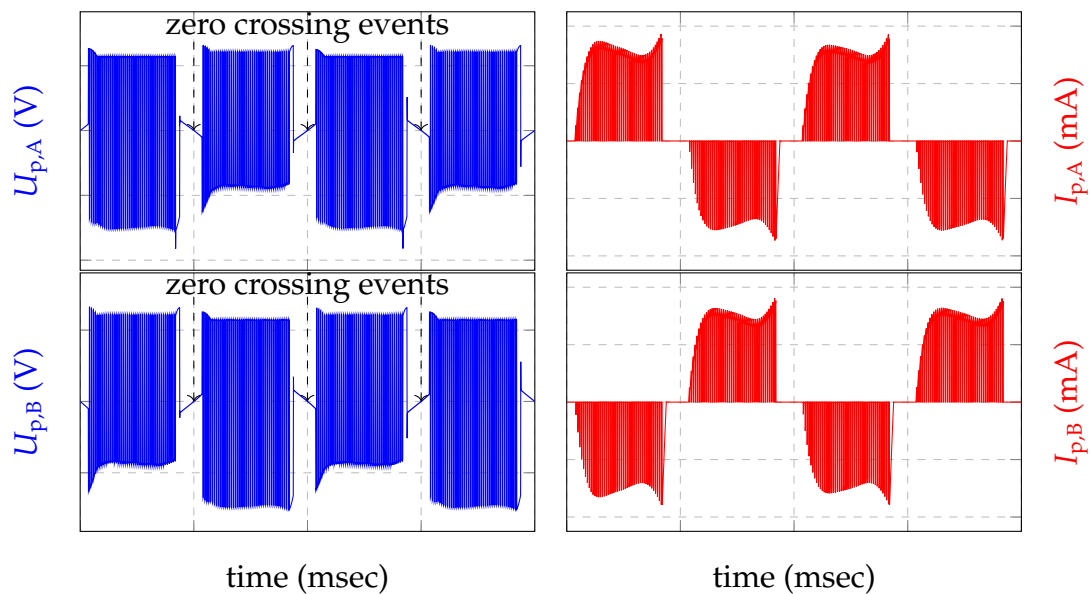 zero crossing events
U_p,A (V)
I_p,A (mA)
zero crossing events
U_p,B (V)
I_p,B (mA)
time (msec)
time (msec)